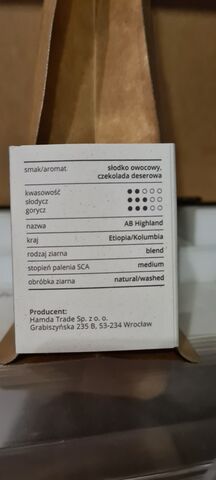 smak/aromat słodko owocowy,
czekolada deserowa
kwasowość
słodycz
gorycz
nazwa AB Highland
kraj Etiopia/Kolumbia
rodzaj ziarna blend
stopień palenia SCA medium
obróbka ziarna natural/washed
Producent:
Hamda Trade Sp. z o. o.
Grabiszyńska 235 B, 53-234 Wrocław